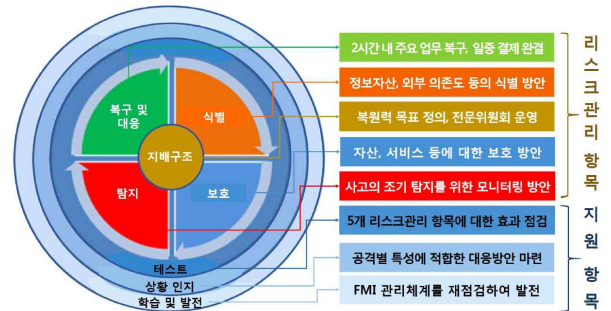 복구 및
대응
식별
지배구조
탐지
보호
테스트
상황 인지
학습 및 발전
2시간 내 주요 업무 복구, 일중 결제 완결
정보자산, 외부 의존도 등의 식별 방안
복원력 목표 정의, 전문위원회 운영
자산, 서비스 등에 대한 보호 방안
사고의 조기 탐지를 위한 모니터링 방안
5개 리스크관리 항목에 대한 효과 점검
공격별 특성에 적합한 대응방안 마련
FMI 관리체계를 재점검하여 발전
리스크관리 항목
지원 항목